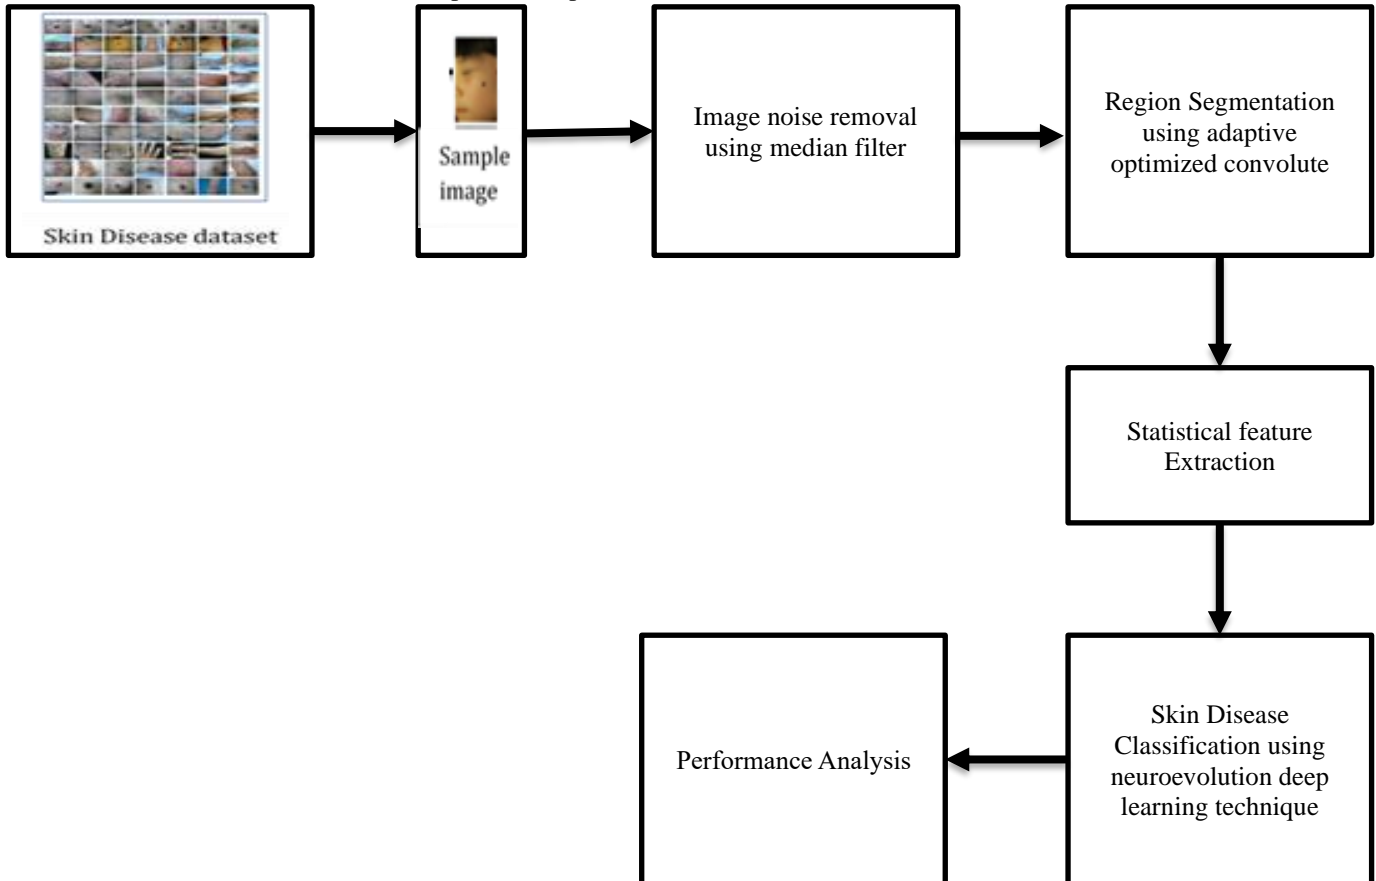 Skin Disease dataset
Sample
image
Image noise removal
using median filter
Region Segmentation
using adaptive
optimized convolute
Statistical feature
Extraction
Skin Disease
Classification using
neuroevolution deep
learning technique
Performance Analysis